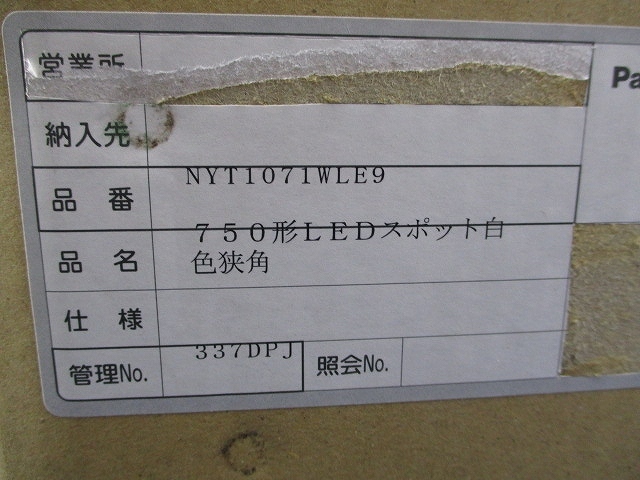 営業所
Pa
納入先
品番 NYT1071WLE9
品名 750形LEDスポット白
色狭角
仕様
管理No. 337DPJ 照会No.